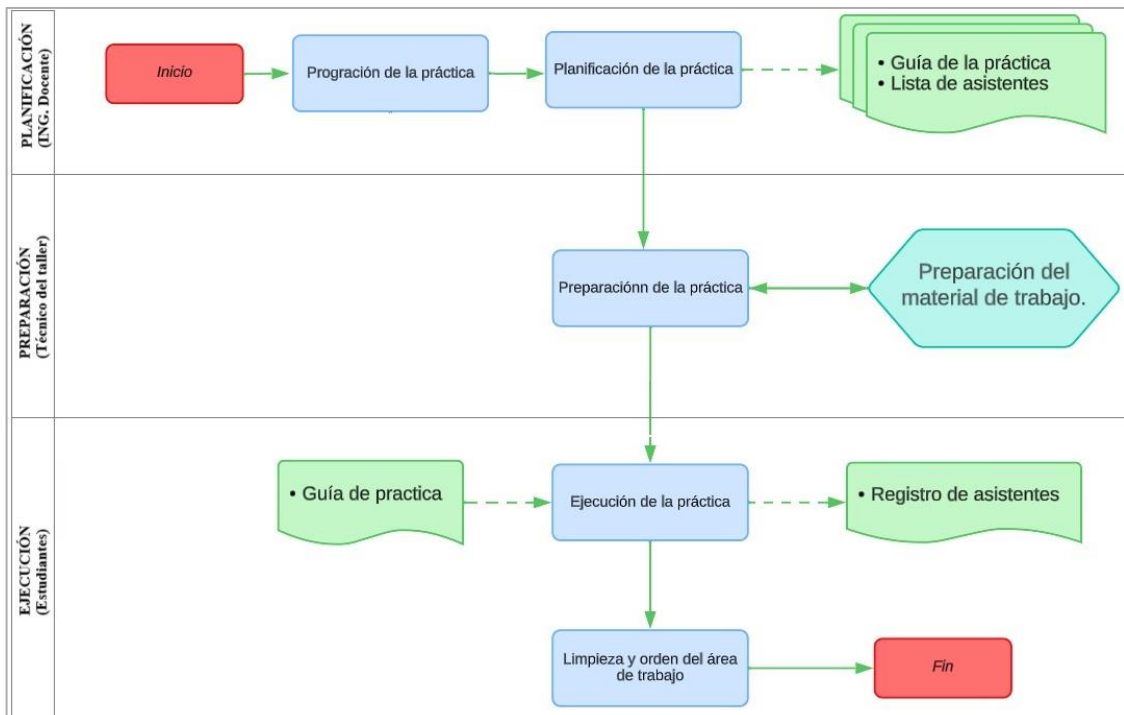 PLANIFICACIÓN
(ING. Docente)
Inicio
Progración de la práctica
Planificación de la práctica
• Guía de la práctica
• Lista de asistentes
PREPARACIÓN
(Técnico del taller)
Preparaciónn de la práctica
Preparación del
material de trabajo.
EJECUCIÓN
(Estudiantes)
• Guía de practica
Ejecución de la práctica
• Registro de asistentes
Limpieza y orden del área
de trabajo
Fin